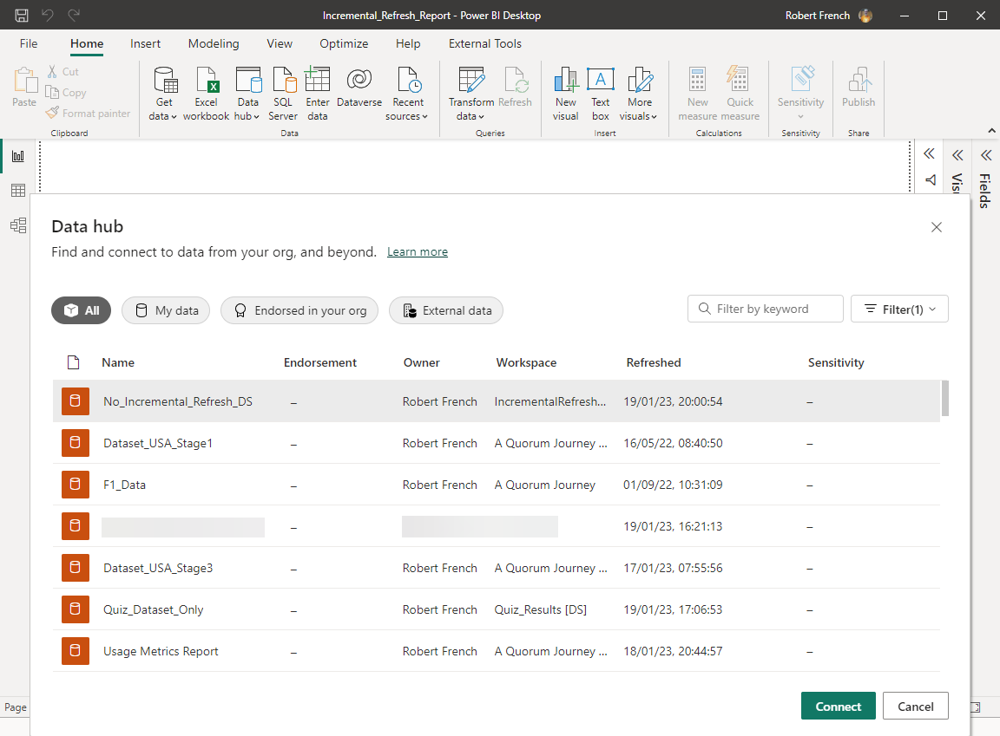 Incremental_Refresh_Report - Power BI Desktop
Robert French
File Home Insert Modeling View Optimize Help External Tools
Paste
Cut
Copy
Format painter
Clipboard
Get data
Excel workbook
Data hub
SQL Server
Enter data
Dataverse
Recent sources
Data
Transform data
Refresh
Queries
New visual
Text box
More visuals
Insert
New measure
Quick measure
Calculations
Sensitivity
Sensitivity
Publish
Share
Fields
Data hub
Find and connect to data from your org, and beyond. Learn more
All My data Endorsed in your org External data Filter by keyword Filter(1)
Name Endorsement Owner Workspace Refreshed Sensitivity
No_Incremental_Refresh_DS – Robert French IncrementalRefresh... 19/01/23, 20:00:54 –
Dataset_USA_Stage1 – Robert French A Quorum Journey ... 16/05/22, 08:40:50 –
F1_Data – Robert French A Quorum Journey 01/09/22, 10:31:09 –
– 19/01/23, 16:21:13 –
Dataset_USA_Stage3 – Robert French A Quorum Journey ... 17/01/23, 07:55:56 –
Quiz_Dataset_Only – Robert French Quiz_Results [DS] 19/01/23, 17:06:53 –
Usage Metrics Report – Robert French A Quorum Journey ... 18/01/23, 20:44:57 –
Connect Cancel
Page